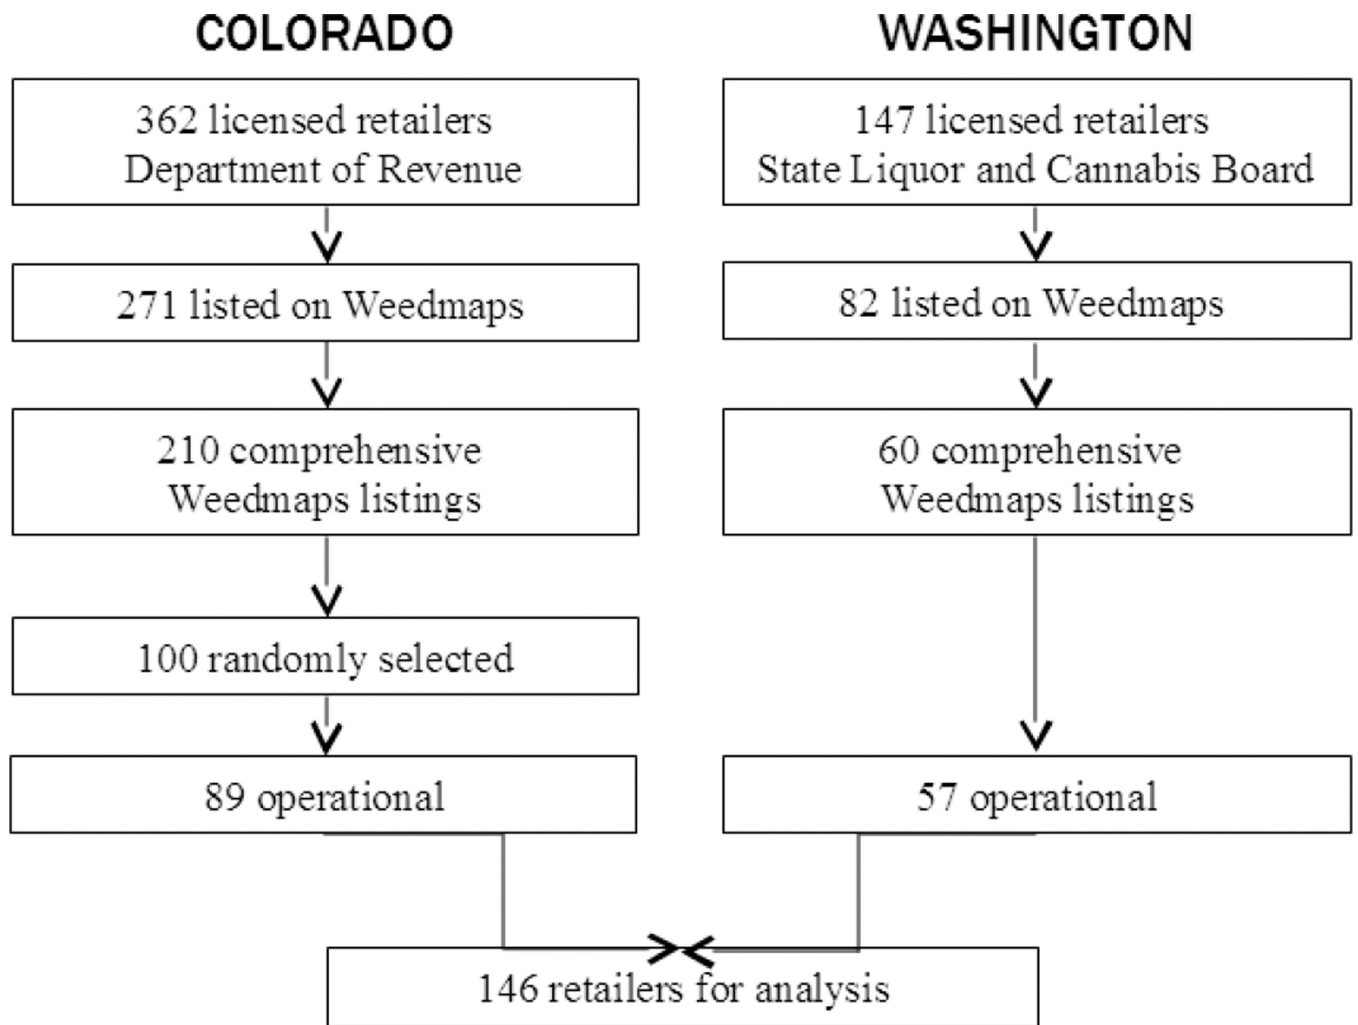 COLORADO
362 licensed retailers
Department of Revenue
271 listed on Weedmaps
210 comprehensive
Weedmaps listings
100 randomly selected
89 operational
WASHINGTON
147 licensed retailers
State Liquor and Cannabis Board
82 listed on Weedmaps
60 comprehensive
Weedmaps listings
57 operational
146 retailers for analysis